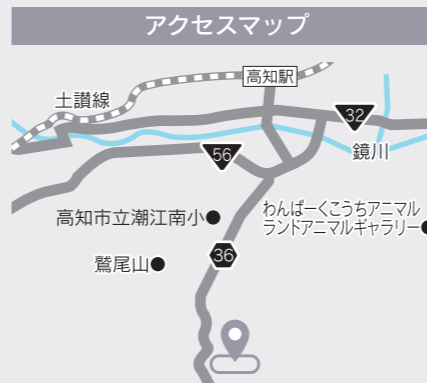 アクセスマップ
高知駅
土讃線
32
鏡川
56
高知市立潮江南小
わんぱーくこうちアニマル
ランドアニマルギャラリー
36
鷲尾山